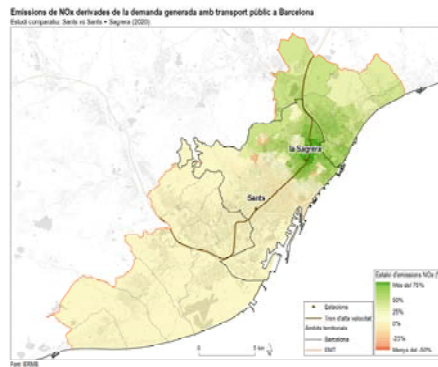 Emissions de NOx derivades de la demanda generada amb transport públic a Barcelona
Estudi comparatiu: Sants vs Sants + Sagrera (2020)
la Sagrera
Sants
Estalvi d'emissions NOx
Més del 75%
50%
25%
0%
-25%
Menys del -50%
Estacions
Tren d'alta velocitat
Àmbits territorials
Barcelona
EMT
0
5 km
Font: IERMB